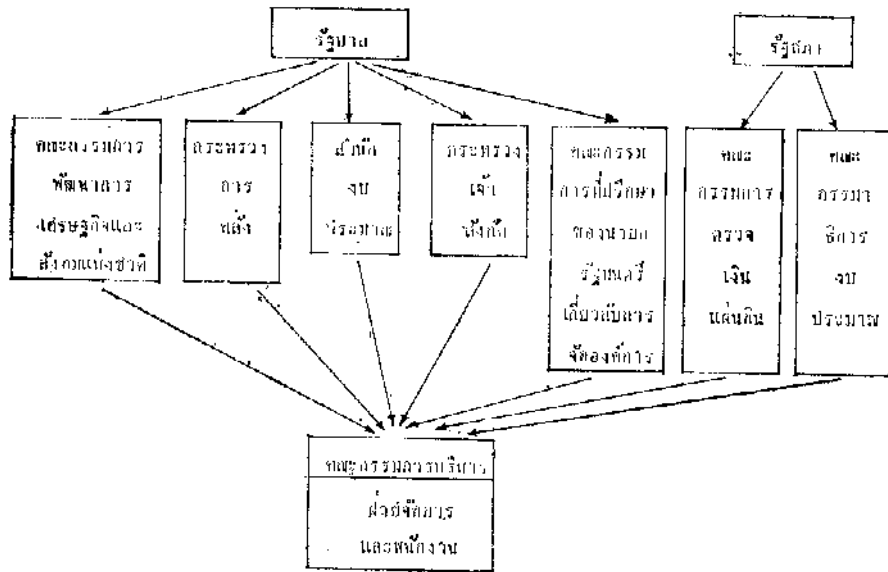 รัฐบาล
รัฐสภา
คณะกรรมการ
พัฒนาการ
เศรษฐกิจและ
สังคมแห่งชาติ
กระทรวง
การ
คลัง
สำนัก
งบ
ประมาณ
กระทรวง
เจ้า
สังกัด
คณะกรรม
การที่ปรึกษา
ของนายก
รัฐมนตรี
เกี่ยวกับการ
จัดองค์การ
คณะ
กรรมการ
ตรวจ
เงิน
แผ่นดิน
คณะ
กรรมา
ธิการ
งบ
ประมาณ
คณะกรรมการบริหาร
ฝ่ายจัดการ
และพนักงาน